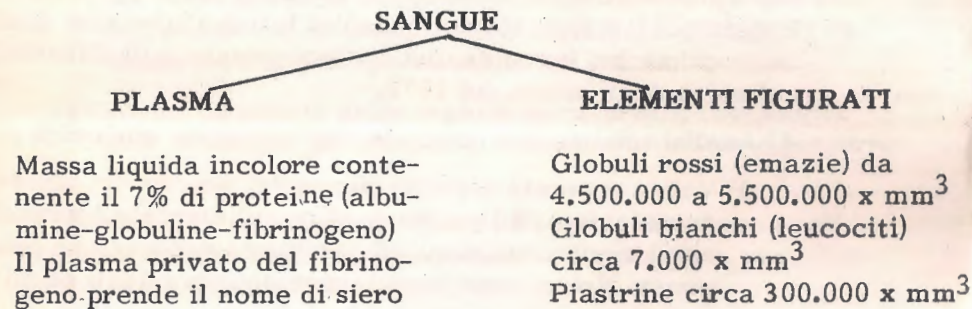 SANGUE
PLASMA
Massa liquida incolore conte-
nente il 7% di proteine (albu-
mine-globuline-fibrinogeno)
Il plasma privato del fibrino-
geno prende il nome di siero
ELEMENTI FIGURATI
Globuli rossi (emazie) da
4.500.000 a 5.500.000 x mm³
Globuli bianchi (leucociti)
circa 7.000 x mm³
Piastrine circa 300.000 x mm³